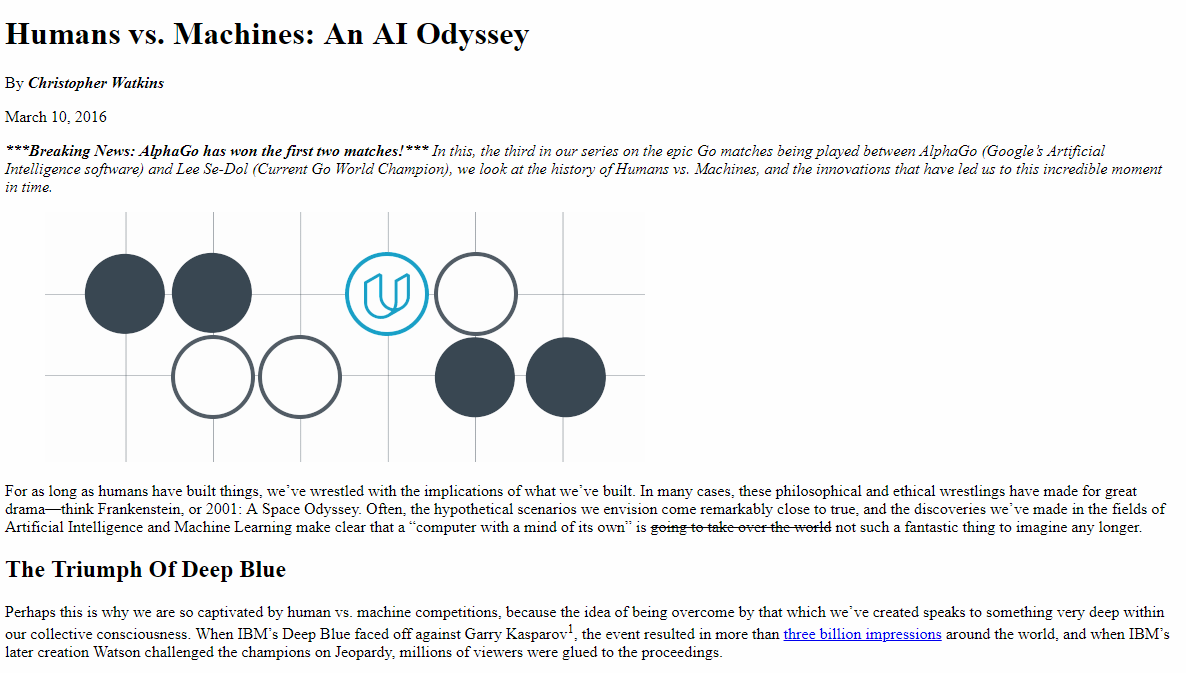 Humans vs. Machines: An AI Odyssey
By Christopher Watkins
March 10, 2016
***Breaking News: AlphaGo has won the first two matches!*** In this, the third in our series on the epic Go matches being played between AlphaGo (Google’s Artificial
Intelligence software) and Lee Se-Dol (Current Go World Champion), we look at the history of Humans vs. Machines, and the innovations that have led us to this incredible moment
in time.
For as long as humans have built things, we’ve wrestled with the implications of what we’ve built. In many cases, these philosophical and ethical wrestlings have made for great
drama—think Frankenstein, or 2001: A Space Odyssey. Often, the hypothetical scenarios we envision come remarkably close to true, and the discoveries we’ve made in the fields of
Artificial Intelligence and Machine Learning make clear that a “computer with a mind of its own” is going to take over the world not such a fantastic thing to imagine any longer.
The Triumph Of Deep Blue
Perhaps this is why we are so captivated by human vs. machine competitions, because the idea of being overcome by that which we’ve created speaks to something very deep within
our collective consciousness. When IBM’s Deep Blue faced off against Garry Kasparov1, the event resulted in more than three billion impressions around the world, and when IBM’s
later creation Watson challenged the champions on Jeopardy, millions of viewers were glued to the proceedings.